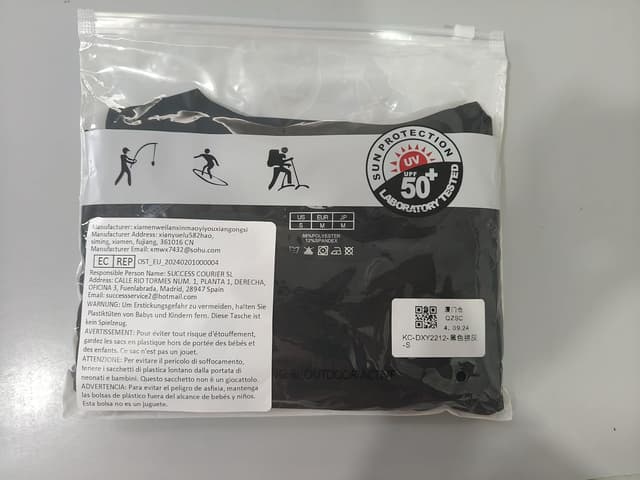 SUN PROTECTION
UV
UPF
50+
LABORATORY TESTED
US EUR JP
S M M
88%POLYESTER
12%SPANDEX
Manufacturer: xiamenweilanxinmaoyiyouxiangongsi
Manufacturer Address: xianyuelu582hao,
siming, xiamen, fujiang, 361016 CN
Manufacturer Email: xmwx7432@sohu.com
EC REP OST_EU_20240201000004
Responsible Person Name: SUCCESS COURIER SL
Address: CALLE RIO TORMES NUM. 1, PLANTA 1, DERECHA,
OFICINA 3, Fuenlabrada, Madrid, 28947 Spain
Email: successservice2@hotmail.com
WARNUNG: Um Erstickungsgefahr zu vermeiden, halten Sie
Plastiktüten von Babys und Kindern fern. Diese Tasche ist
kein Spielzeug.
AVERTISSEMENT: Pour éviter tout risque d'étouffement,
gardez les sacs en plastique hors de portée des bébés et
des enfants. Ce sac n'est pas un jouet.
ATTENZIONE: Per evitare il pericolo di soffocamento,
tenere i sacchetti di plastica lontano dalla portata di
neonati e bambini. Questo sacchetto non è un giocattolo.
ADVERTENCIA: Para evitar el peligro de asfixia, mantenga
las bolsas de plástico fuera del alcance de bebés y niños.
Esta bolsa no es un juguete.
厦门仓
QZSC
4. 09.24
KC-DXY2212-黑色拼灰
-S
OUTDOOR